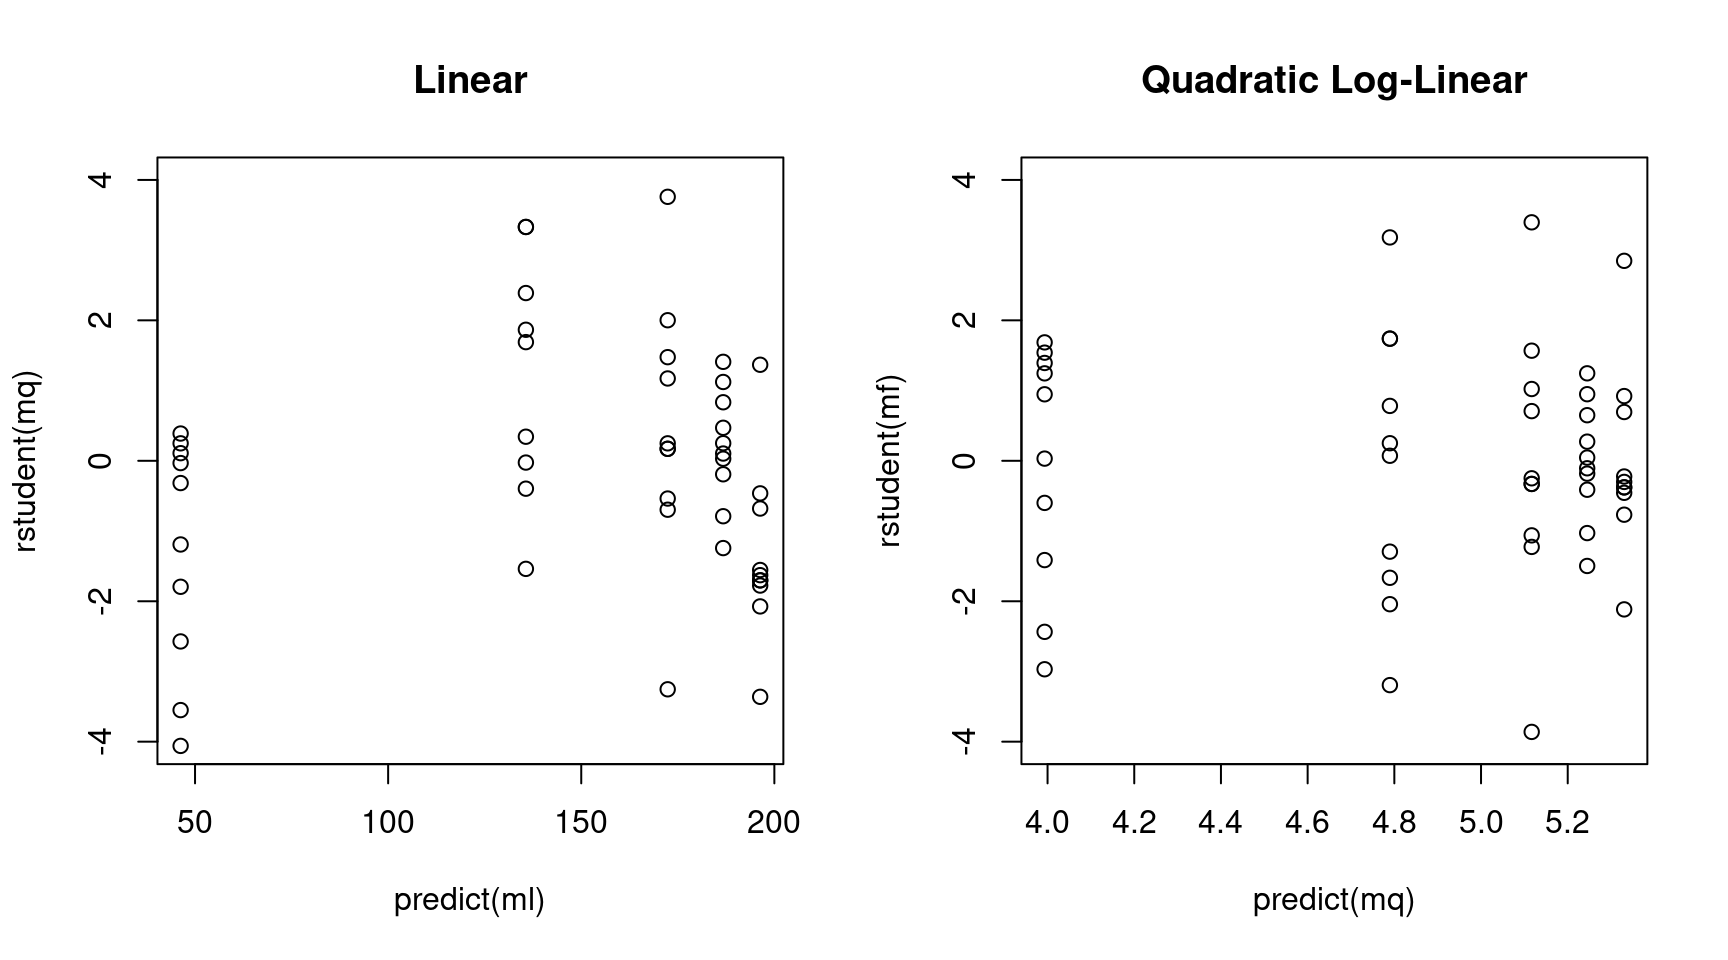 Linear
rstudent(mq)
4
2
0
-2
-4
50 100 150 200
predict(ml)
Quadratic Log-Linear
rstudent(mf)
4
2
0
-2
-4
4.0 4.2 4.4 4.6 4.8 5.0 5.2
predict(mq)